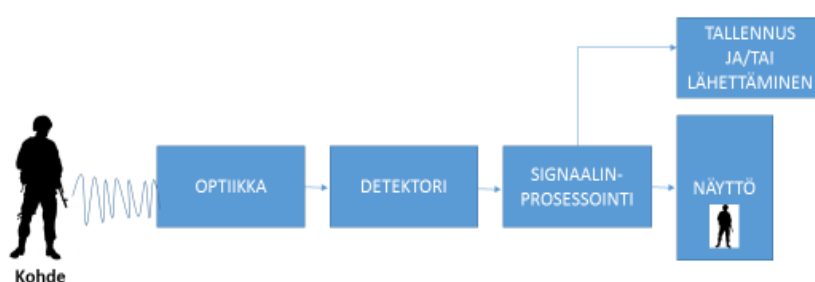 Kohde
OPTIIKKA
DETEKTORI
SIGNAALIN-
PROSESSOINTI
TALLENNUS
JA/TAI
LÄHETTÄMINEN
NÄYTTÖ